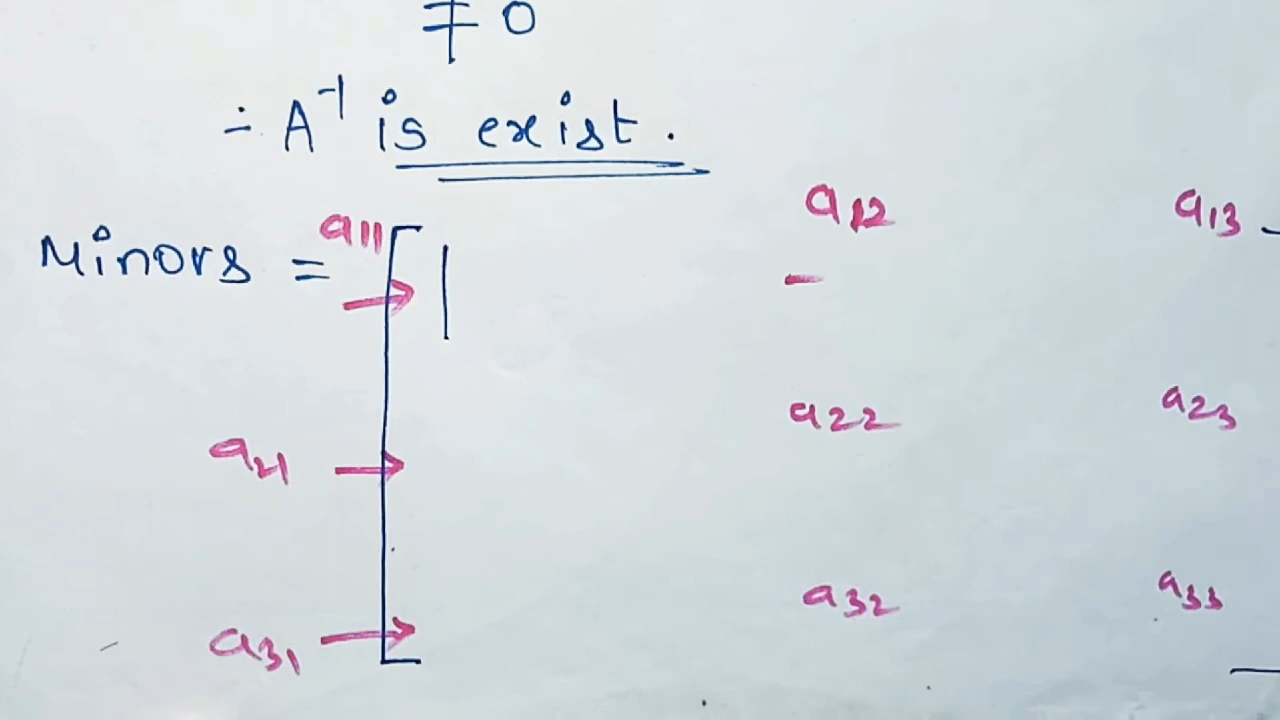 ≠ 0
∴ A⁻¹ is exist.
Minors = [ |
a11 a12 a13
a21 a22 a23
a31 a32 a33